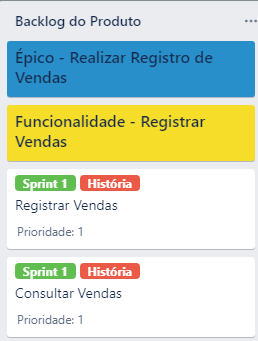 Backlog do Produto
Épico - Realizar Registro de
Vendas
Funcionalidade - Registrar
Vendas
Sprint 1 História
Registrar Vendas
Prioridade: 1
Sprint 1 História
Consultar Vendas
Prioridade: 1